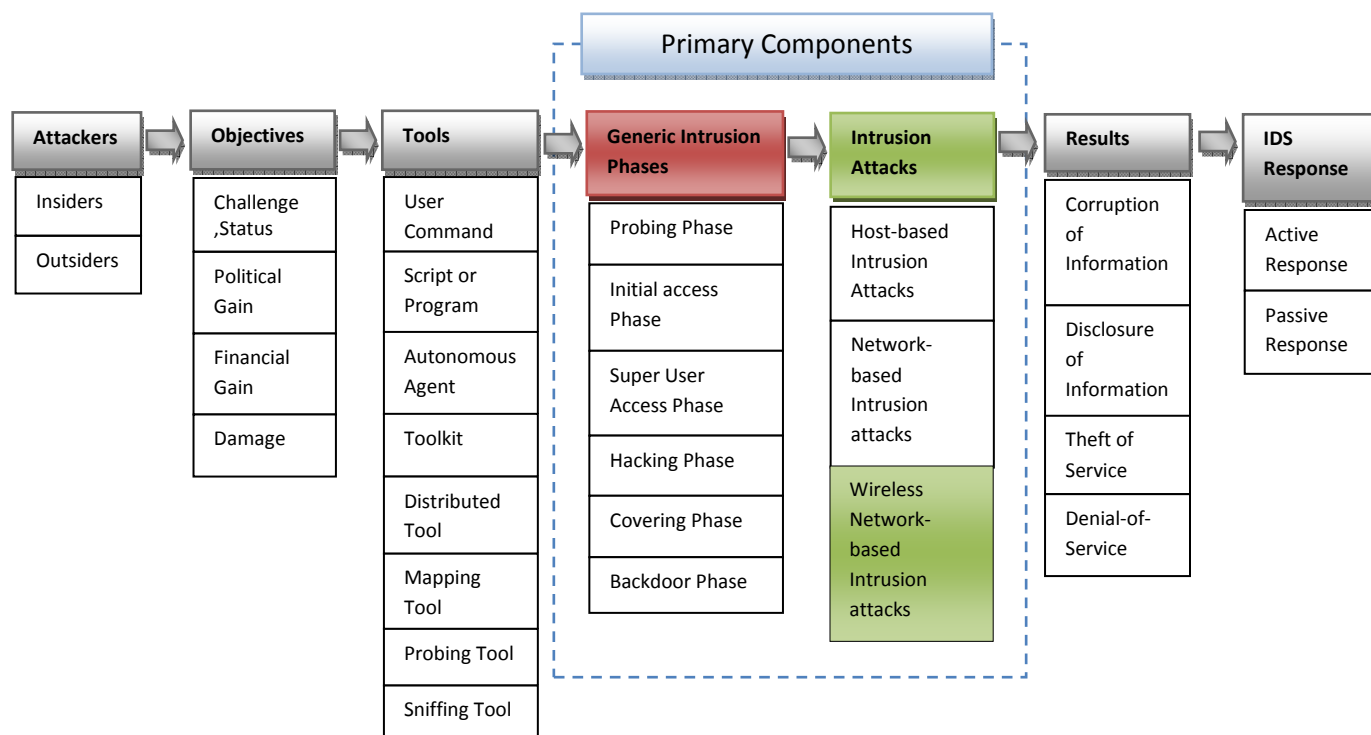 Primary Components
Attackers
Insiders
Outsiders
Objectives
Challenge
,Status
Political
Gain
Financial
Gain
Damage
Tools
User
Command
Script or
Program
Autonomous
Agent
Toolkit
Distributed
Tool
Mapping
Tool
Probing Tool
Sniffing Tool
Generic Intrusion
Phases
Probing Phase
Initial access
Phase
Super User
Access Phase
Hacking Phase
Covering Phase
Backdoor Phase
Intrusion
Attacks
Host-based
Intrusion
Attacks
Network-
based
Intrusion
attacks
Wireless
Network-
based
Intrusion
attacks
Results
Corruption
of
Information
Disclosure
of
Information
Theft of
Service
Denial-of-
Service
IDS
Response
Active
Response
Passive
Response